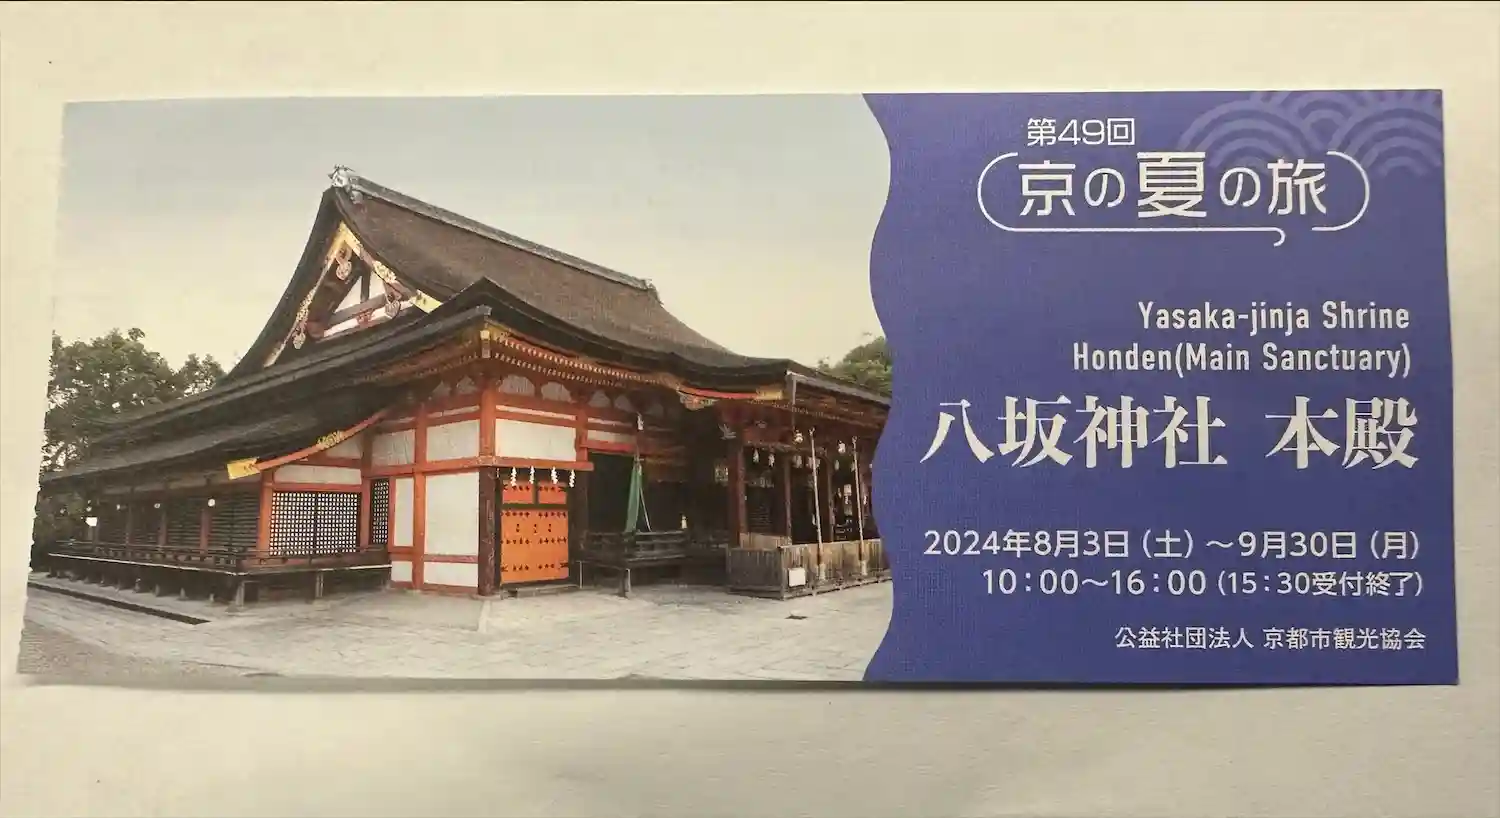 第49回
京の夏の旅
Yasaka-jinja Shrine
Honden(Main Sanctuary)
八坂神社 本殿
2024年8月3日（土）～9月30日（月）
10：00～16：00（15：30受付終了）
公益社団法人 京都市観光協会